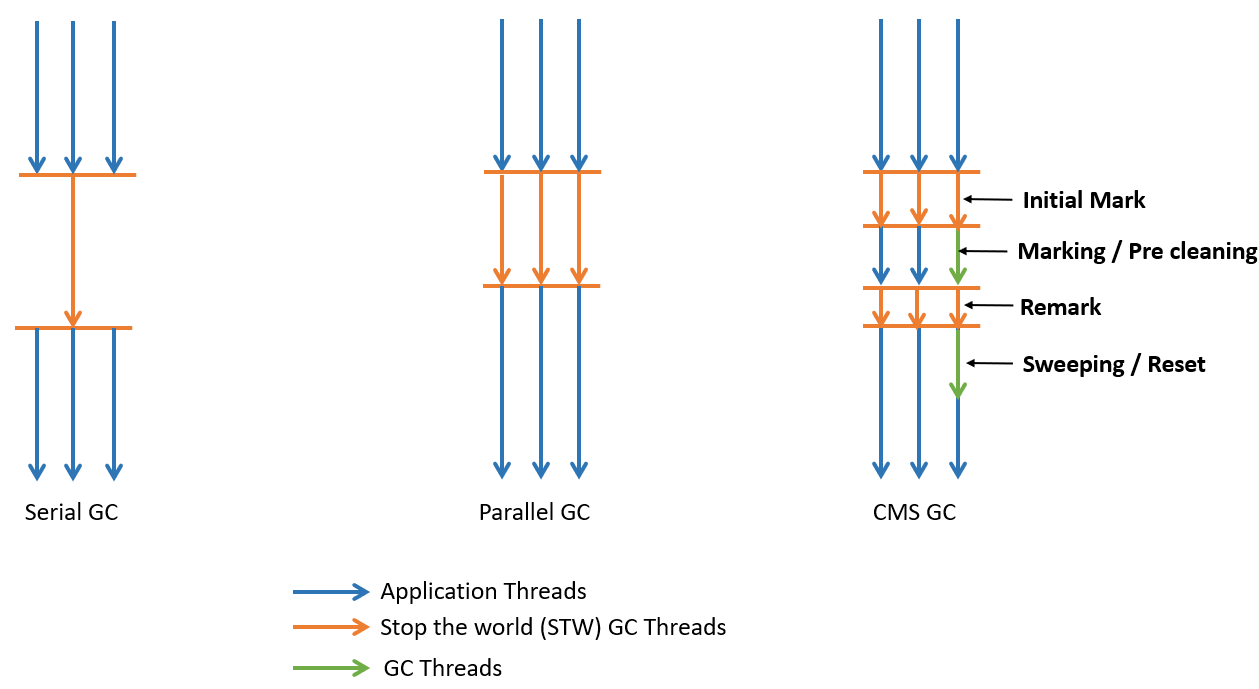 Initial Mark
Marking / Pre cleaning
Remark
Sweeping / Reset
Serial GC
Parallel GC
CMS GC
Application Threads
Stop the world (STW) GC Threads
GC Threads